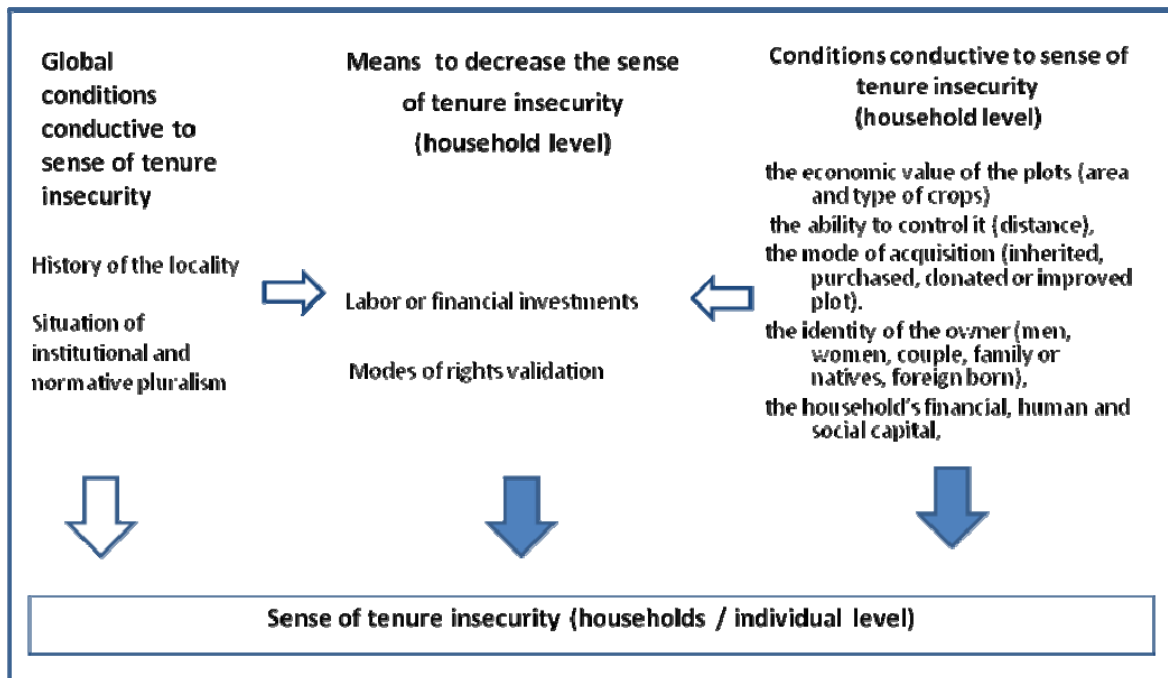 Global
conditions
conductive to
sense of tenure
insecurity
History of the locality
Situation of
institutional and
normative pluralism
Means to decrease the sense
of tenure insecurity
(household level)
Labor or financial investments
Modes of rights validation
Conditions conductive to sense of
tenure insecurity
(household level)
the economic value of the plots (area
and type of crops)
the ability to control it (distance),
the mode of acquisition (inherited,
purchased, donated or improved
plot).
the identity of the owner (men,
women, couple, family or
natives, foreign born),
the household's financial, human and
social capital,
Sense of tenure insecurity (households / individual level)